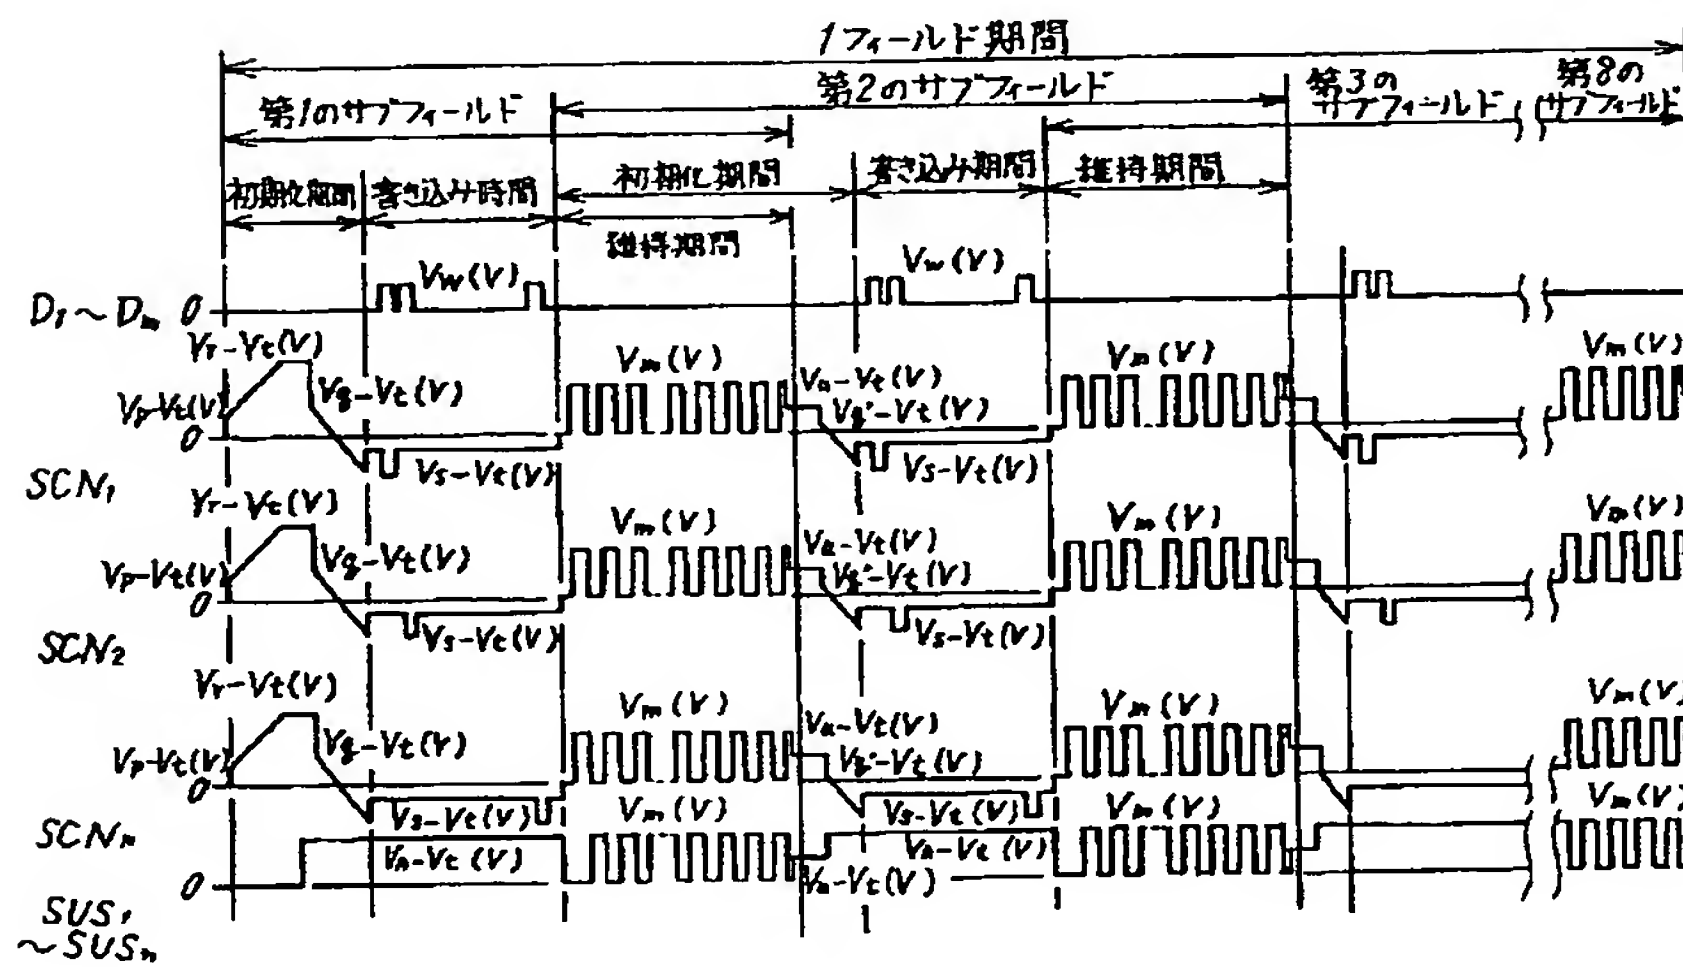 1フィールド期間
第1のサブフィールド
第2のサブフィールド
第3の
サブフィールド
第8の
サブフィールド
初期化期間
書き込み時間
初期化期間
書き込み期間
維持期間
維持期間
Vw(V)
Vw(V)
D₁～Dₘ 0
Vr-Vt(V)
Vp-Vt(V)
Vq-Vt(V)
0
Vm(V)
Va-Vt(V)
Vq'-Vt(V)
Vm(V)
Vm(V)
Vs-Vt(V)
Vs-Vt(V)
SCN₁
Vr-Vt(V)
Vp-Vt(V)
Vq-Vt(V)
0
Vm(V)
Va-Vt(V)
Vq'-Vt(V)
Vm(V)
Vm(V)
Vs-Vt(V)
Vs-Vt(V)
SCN₂
Vr-Vt(V)
Vp-Vt(V)
Vq-Vt(V)
0
Vm(V)
Va-Vt(V)
Vq'-Vt(V)
Vm(V)
Vm(V)
Vs-Vt(V)
Vs-Vt(V)
SCNₙ
Vm(V)
Vm(V)
Vm(V)
Vh-Vt(V)
Vh-Vt(V)
Va-Vt(V)
0
SUS₁
～SUSₙ